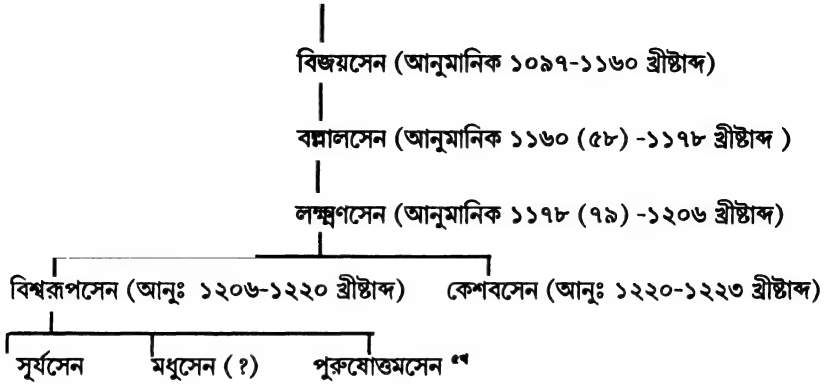 বিজয়সেন (আনুমানিক ১০৯৭-১১৬০ খ্রীষ্টাব্দ)
বল্লালসেন (আনুমানিক ১১৬০ (৫৮) -১১৭৮ খ্রীষ্টাব্দ )
লক্ষ্মণসেন (আনুমানিক ১১৭৮ (৭৯) -১২০৬ খ্রীষ্টাব্দ)
বিশ্বরূপসেন (আনুঃ ১২০৬-১২২০ খ্রীষ্টাব্দ) কেশবসেন (আনুঃ ১২২০-১২২৩ খ্রীষ্টাব্দ)
সূর্যসেন মধুসেন (?) পুরুষোত্তমসেন